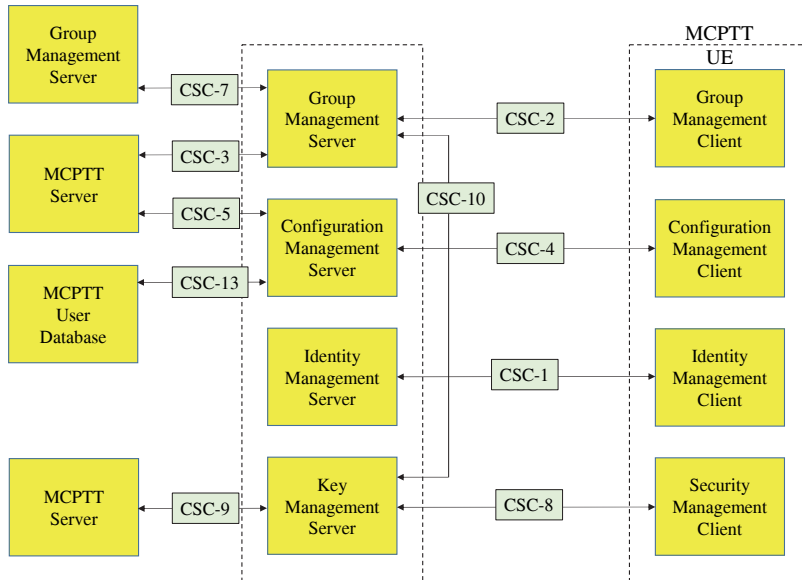 MCPTT
UE
Group
Management
Server
CSC-7
Group
Management
Server
CSC-2
Group
Management
Client
CSC-3
MCPTT
Server
CSC-10
CSC-5
Configuration
Management
Server
CSC-4
Configuration
Management
Client
CSC-13
MCPTT
User
Database
Identity
Management
Server
CSC-1
Identity
Management
Client
MCPTT
Server
CSC-9
Key
Management
Server
CSC-8
Security
Management
Client